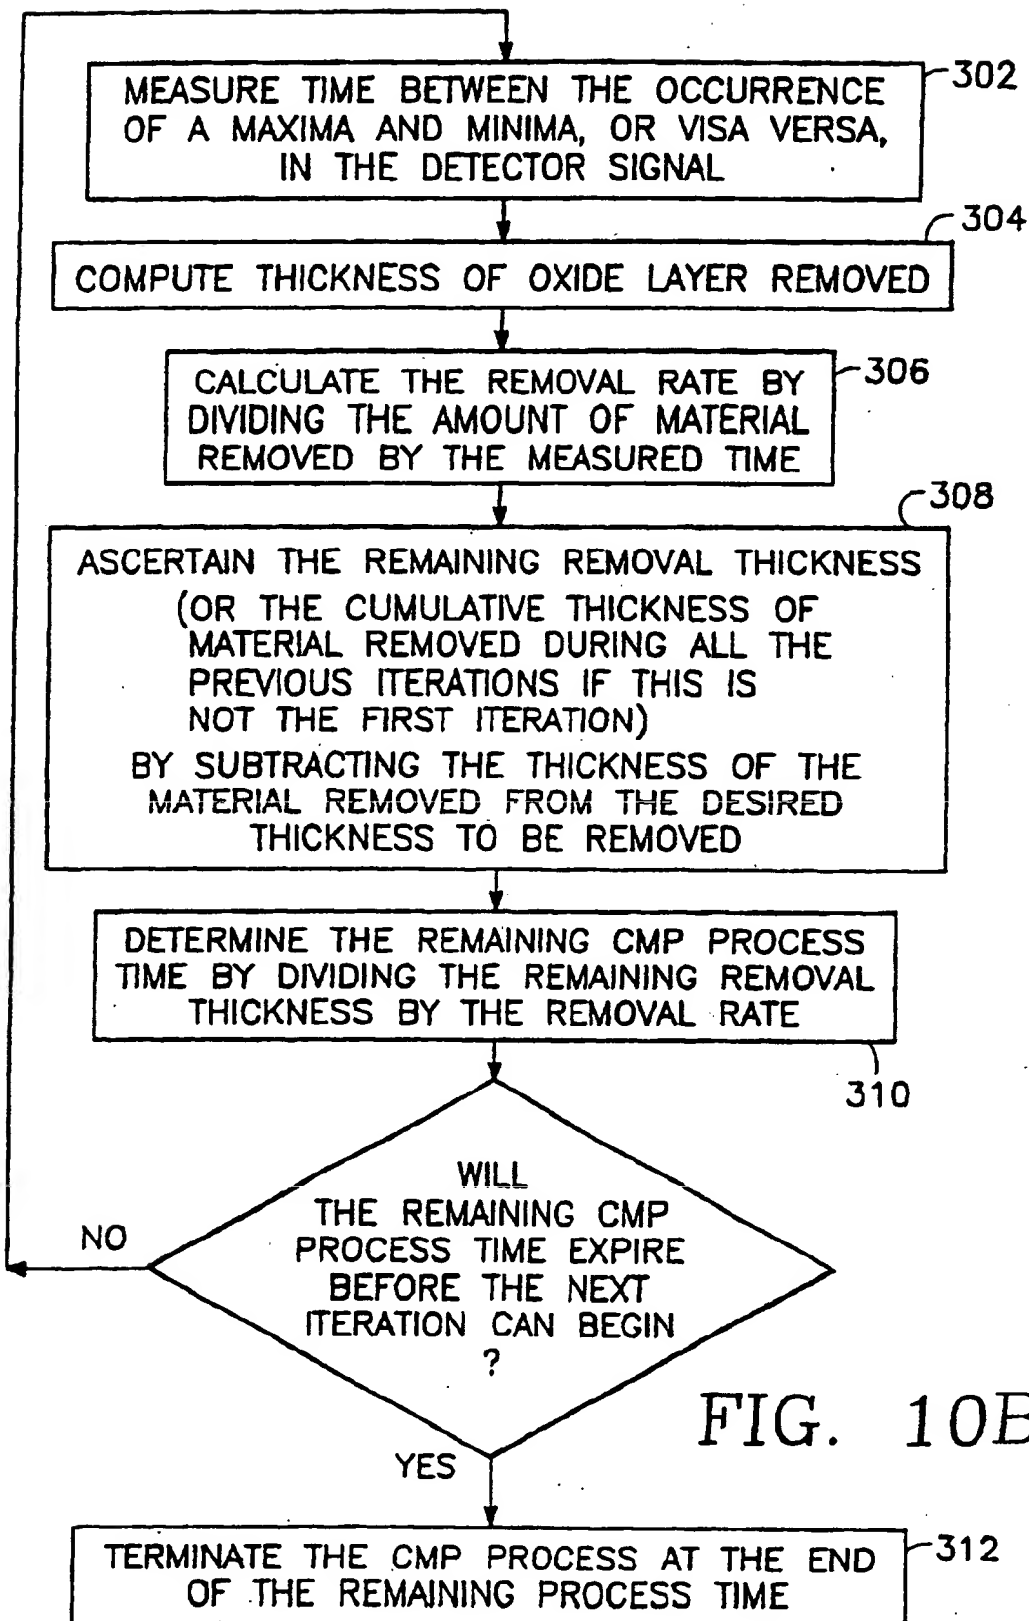 MEASURE TIME BETWEEN THE OCCURRENCE
OF A MAXIMA AND MINIMA, OR VISA VERSA,
IN THE DETECTOR SIGNAL
302
COMPUTE THICKNESS OF OXIDE LAYER REMOVED
304
CALCULATE THE REMOVAL RATE BY
DIVIDING THE AMOUNT OF MATERIAL
REMOVED BY THE MEASURED TIME
306
ASCERTAIN THE REMAINING REMOVAL THICKNESS
(OR THE CUMULATIVE THICKNESS OF
MATERIAL REMOVED DURING ALL THE
PREVIOUS ITERATIONS IF THIS IS
NOT THE FIRST ITERATION)
BY SUBTRACTING THE THICKNESS OF THE
MATERIAL REMOVED FROM THE DESIRED
THICKNESS TO BE REMOVED
308
DETERMINE THE REMAINING CMP PROCESS
TIME BY DIVIDING THE REMAINING REMOVAL
THICKNESS BY THE REMOVAL RATE
310
WILL
THE REMAINING CMP
PROCESS TIME EXPIRE
BEFORE THE NEXT
ITERATION CAN BEGIN
?
NO
YES
FIG. 10B
TERMINATE THE CMP PROCESS AT THE END
OF THE REMAINING PROCESS TIME
312